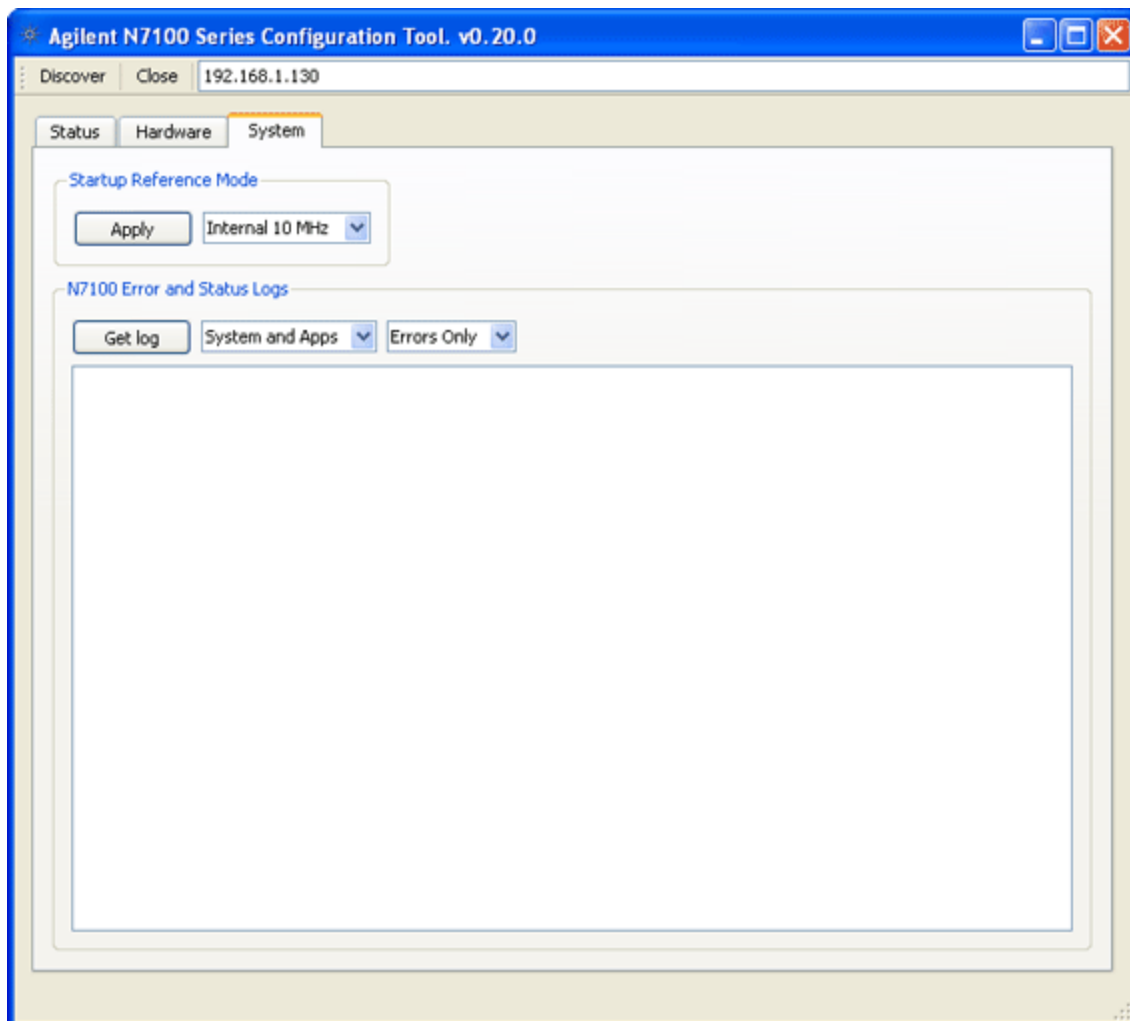 Agilent N7100 Series Configuration Tool. v0.20.0
Discover Close 192.168.1.130
Status Hardware System
Startup Reference Mode
Apply Internal 10 MHz
N7100 Error and Status Logs
Get log System and Apps Errors Only